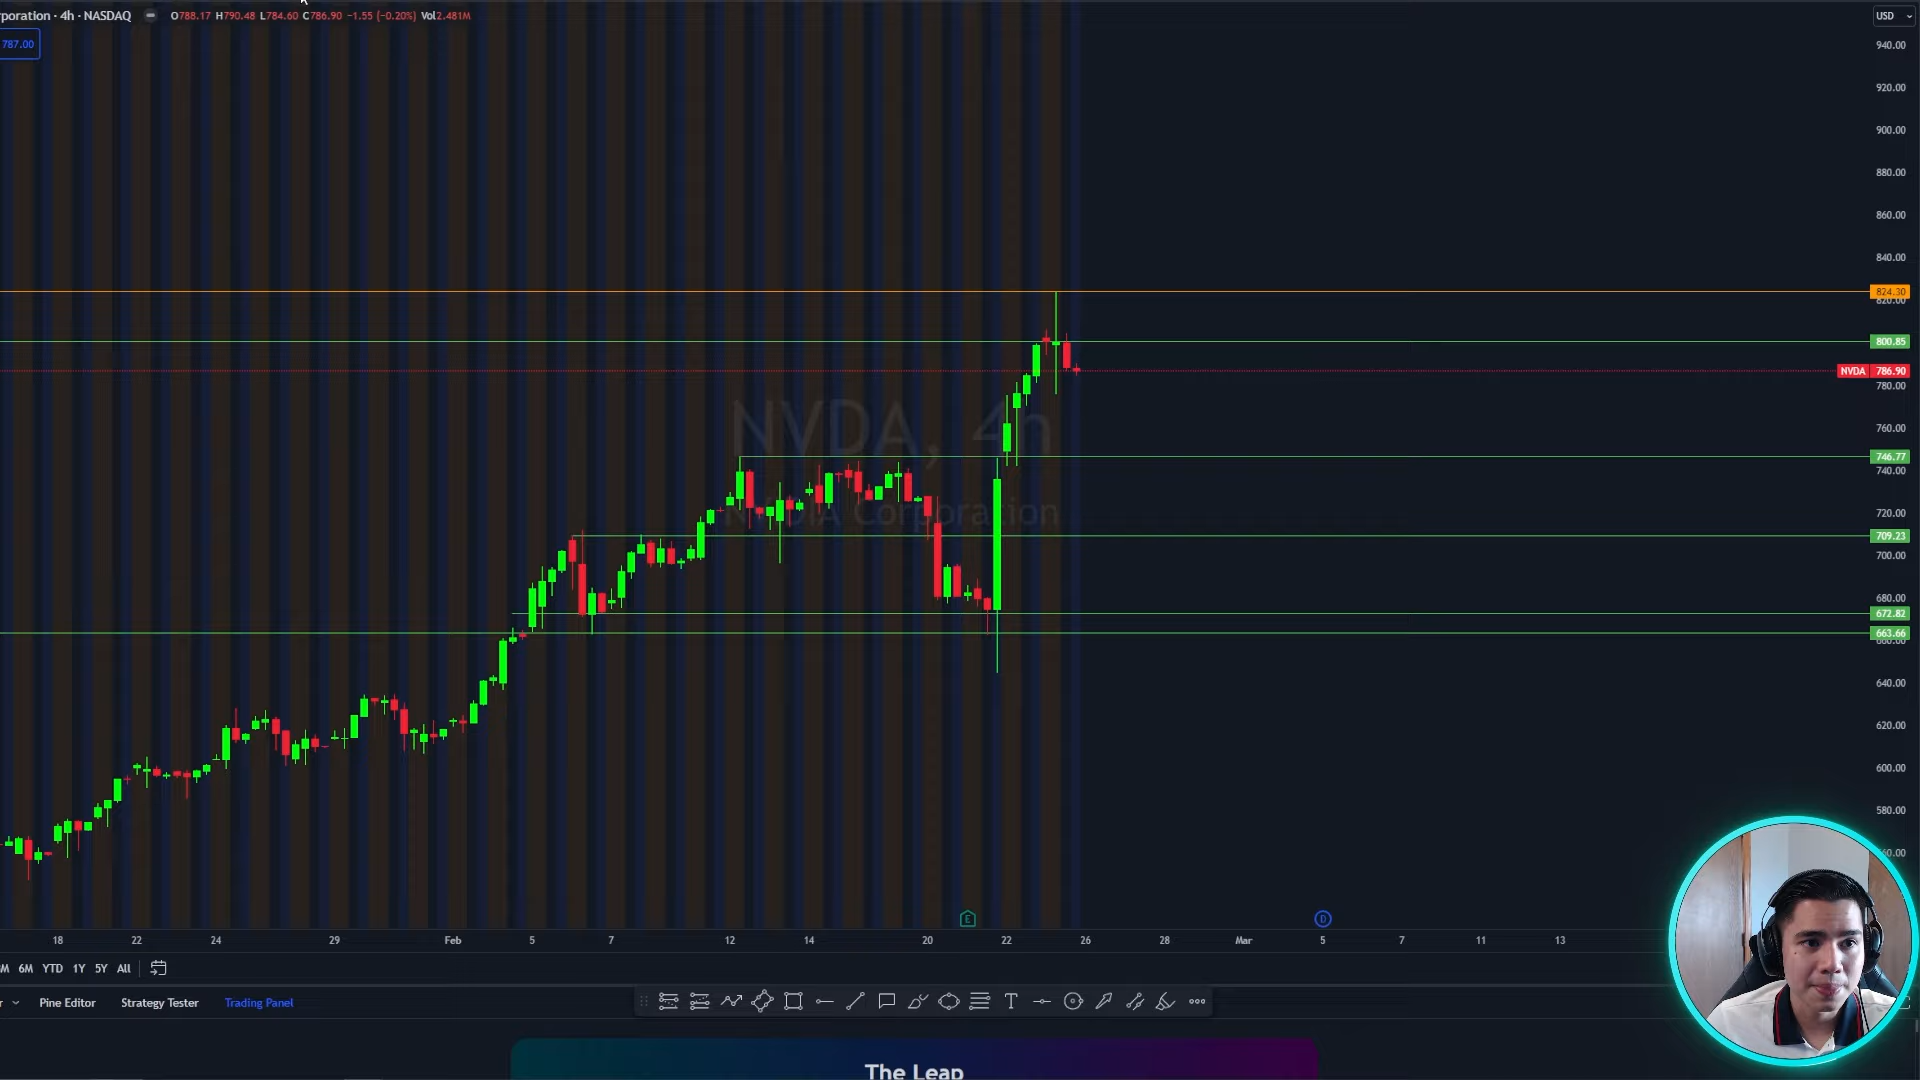 poration · 4h · NASDAQ O788.17 H790.48 L784.60 C786.90 −1.55 (−0.20%) Vol2.481M
USD
787.00
940.00
920.00
900.00
880.00
860.00
840.00
824.30
820.00
800.85
NVDA 786.90
780.00
760.00
NVDA, 4h
746.77
740.00
NVIDIA Corporation
720.00
709.23
700.00
680.00
672.82
663.66
640.00
620.00
600.00
580.00
E
D
18 22 24 29 Feb 5 7 12 14 20 22 26 28 Mar 5 7 11 13
M 6M YTD 1Y 5Y All
r Pine Editor Strategy Tester Trading Panel
T
The Leap